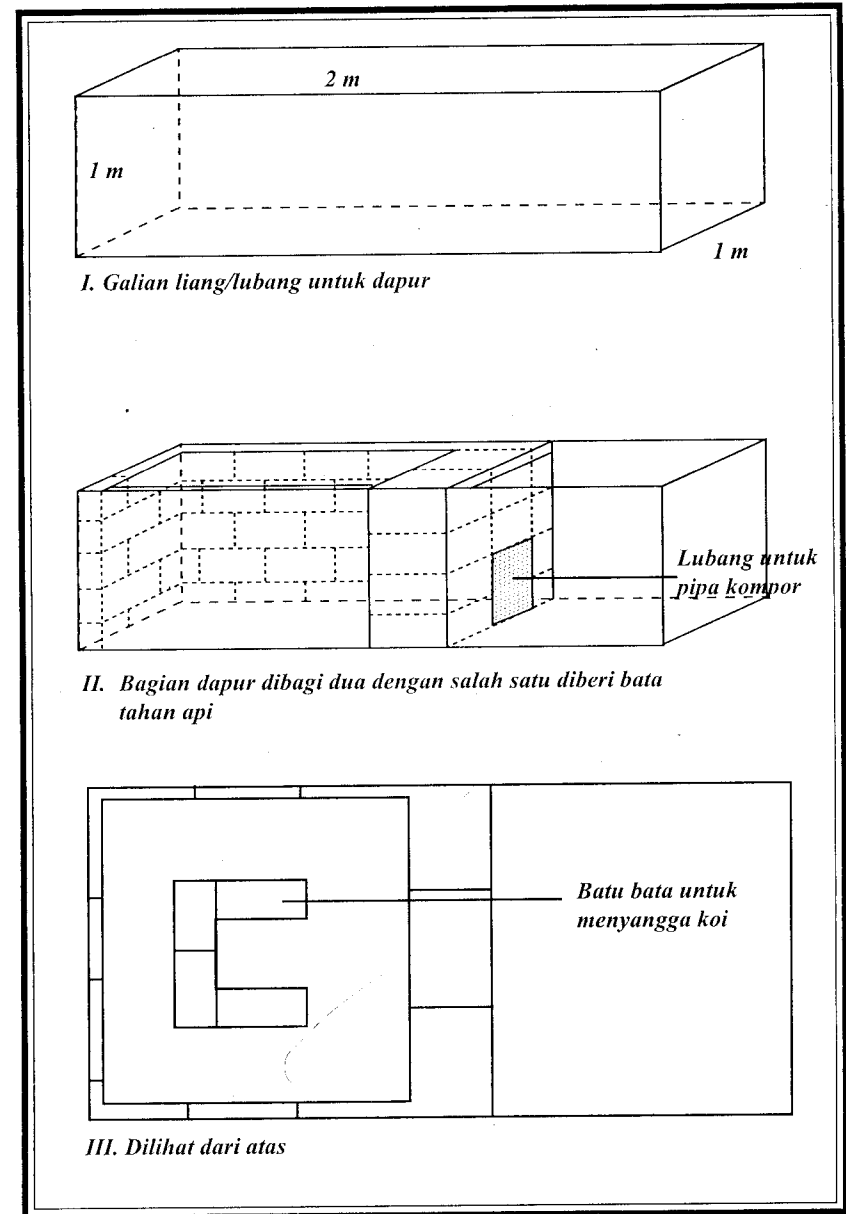 2 m
1 m
1 m
I. Galian liang/lubang untuk dapur
Lubang untuk
pipa kompor
II. Bagian dapur dibagi dua dengan salah satu diberi bata
tahan api
Batu bata untuk
menyangga koi
III. Dilihat dari atas